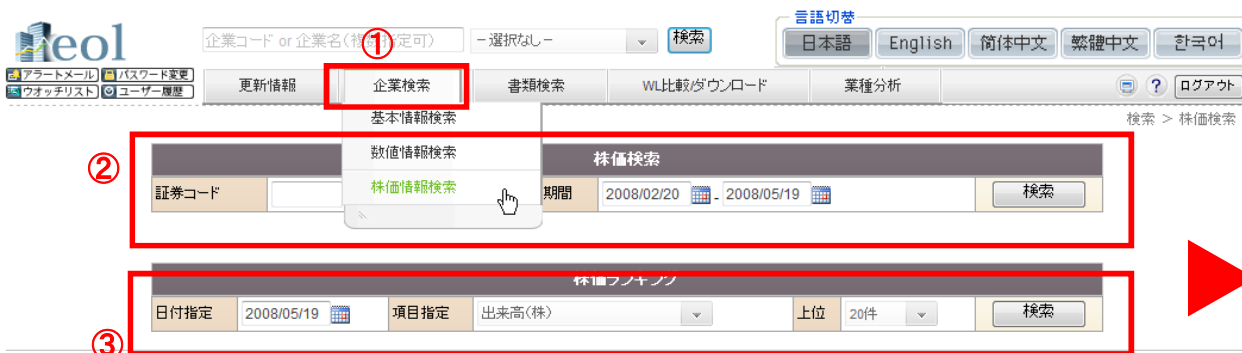 言語切替
eol
企業コード or 企業名(複数指定可)
－選択なし－
検索
日本語 English 简体中文 繁體中文 한국어
①
アラートメール パスワード変更
ウオッチリスト ユーザー履歴
更新情報 企業検索 書類検索 WL比較/ダウンロード 業種分析
? ログアウト
検索 > 株価検索
基本情報検索
数値情報検索
株価情報検索
②
株価検索
証券コード 期間 2008/02/20 - 2008/05/19 検索
株価ランキング
日付指定 2008/05/19 項目指定 出来高(株) 上位 20件 検索
③